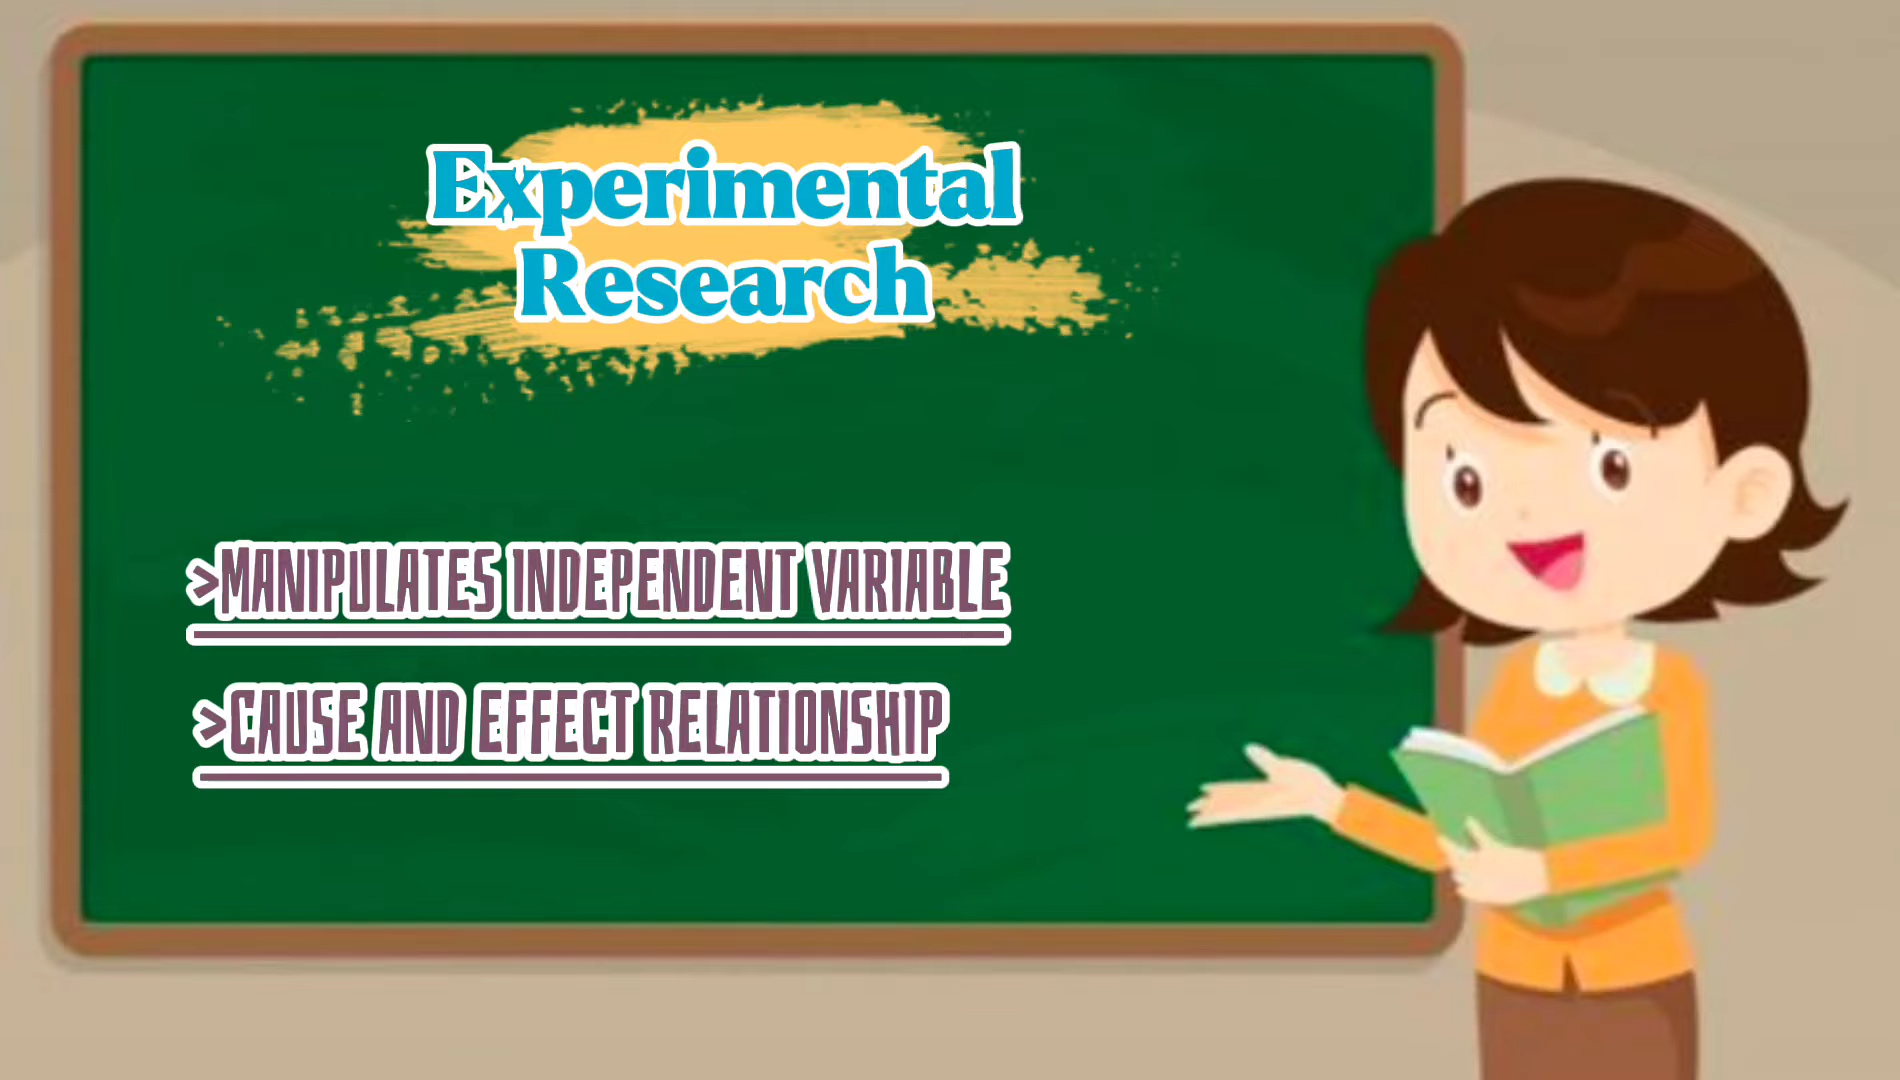 Experimental
Research
>MANIPULATES INDEPENDENT VARIABLE
>CAUSE AND EFFECT RELATIONSHIP